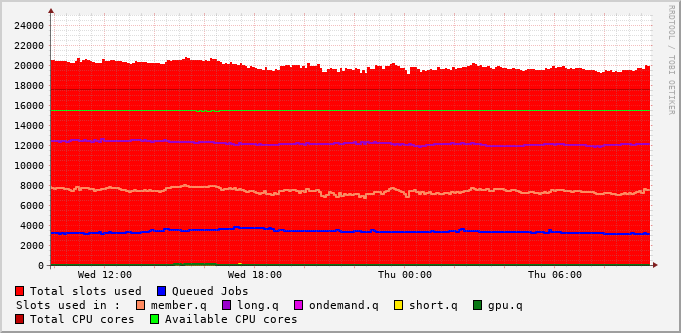 24000
22000
20000
18000
16000
14000
12000
10000
8000
6000
4000
2000
0
Wed 12:00 Wed 18:00 Thu 00:00 Thu 06:00
RRDTOOL / TOBI OETIKER
Total slots used Queued Jobs
Slots used in : member.q long.q ondemand.q short.q gpu.q
Total CPU cores Available CPU cores